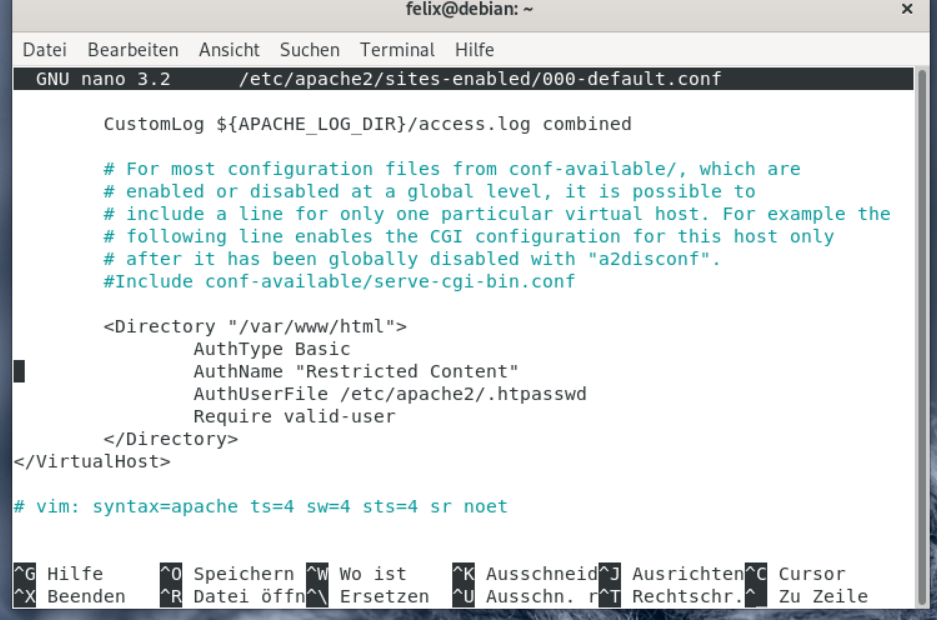 felix@debian: ~ ×
Datei Bearbeiten Ansicht Suchen Terminal Hilfe
GNU nano 3.2 /etc/apache2/sites-enabled/000-default.conf
CustomLog ${APACHE_LOG_DIR}/access.log combined
# For most configuration files from conf-available/, which are
# enabled or disabled at a global level, it is possible to
# include a line for only one particular virtual host. For example the
# following line enables the CGI configuration for this host only
# after it has been globally disabled with "a2disconf".
#Include conf-available/serve-cgi-bin.conf
<Directory "/var/www/html">
AuthType Basic
AuthName "Restricted Content"
AuthUserFile /etc/apache2/.htpasswd
Require valid-user
</Directory>
</VirtualHost>
# vim: syntax=apache ts=4 sw=4 sts=4 sr noet
^G Hilfe ^O Speichern ^W Wo ist ^K Ausschneid^J Ausrichten^C Cursor
^X Beenden ^R Datei öffn^\ Ersetzen ^U Ausschn. r^T Rechtschr.^_ Zu Zeile